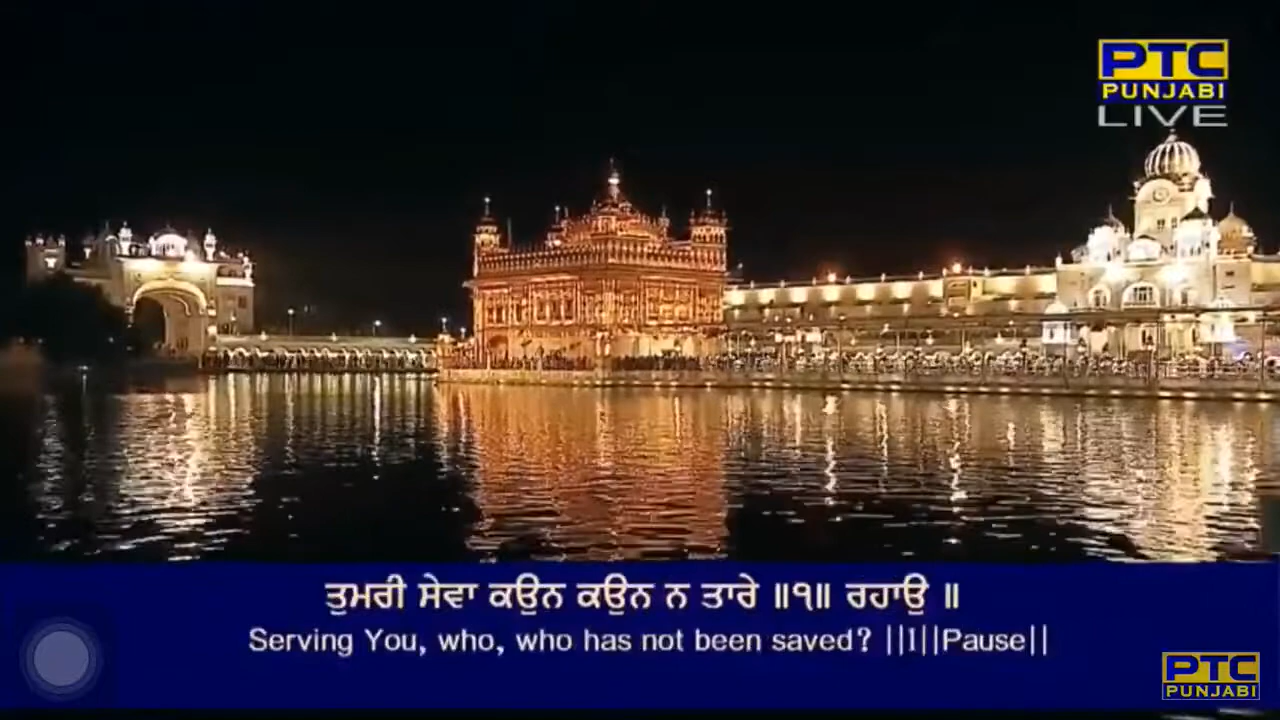 PTC
PUNJABI
LIVE
ਤੁਮਰੀ ਸੇਵਾ ਕਉਨ ਕਉਨ ਨ ਤਾਰੇ ॥੧॥ ਰਹਾਉ ॥
Serving You, who, who has not been saved? ||1||Pause||
PTC
PUNJABI